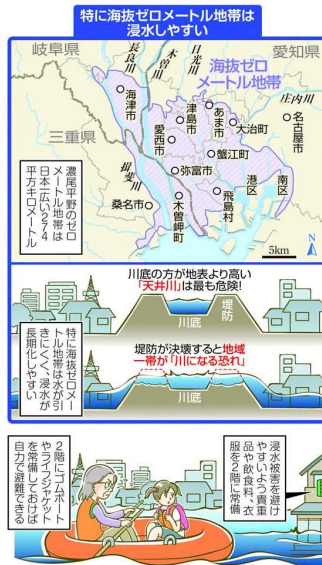 特に海抜ゼロメートル地帯は
浸水しやすい
岐阜県
長良川
木曽川
日光川
愛知県
海抜ゼロ
メートル地帯
庄内川
海津市
津島市
あま市
大治町
名古屋市
愛西市
蟹江町
三重県
揖斐川
弥富市
港区
南区
飛島村
桑名市
木曽岬町
濃尾平野のゼロ
メートル地帯は
日本一広い274
平方キロメートル
N
5km
川底の方が地表より高い
「天井川」は最も危険!
堤防
川底
特に海抜ゼロメー
トル地帯は水が引
きにくく、浸水が
長期化しやすい
堤防が決壊すると地域
一帯が「川になる恐れ」
川底
浸水被害を避け
やすいよう貴重
品や飲食料、衣
服を2階に常備
2階にゴムボート
やライフジャケット
を常備しておけば
自力で避難できる